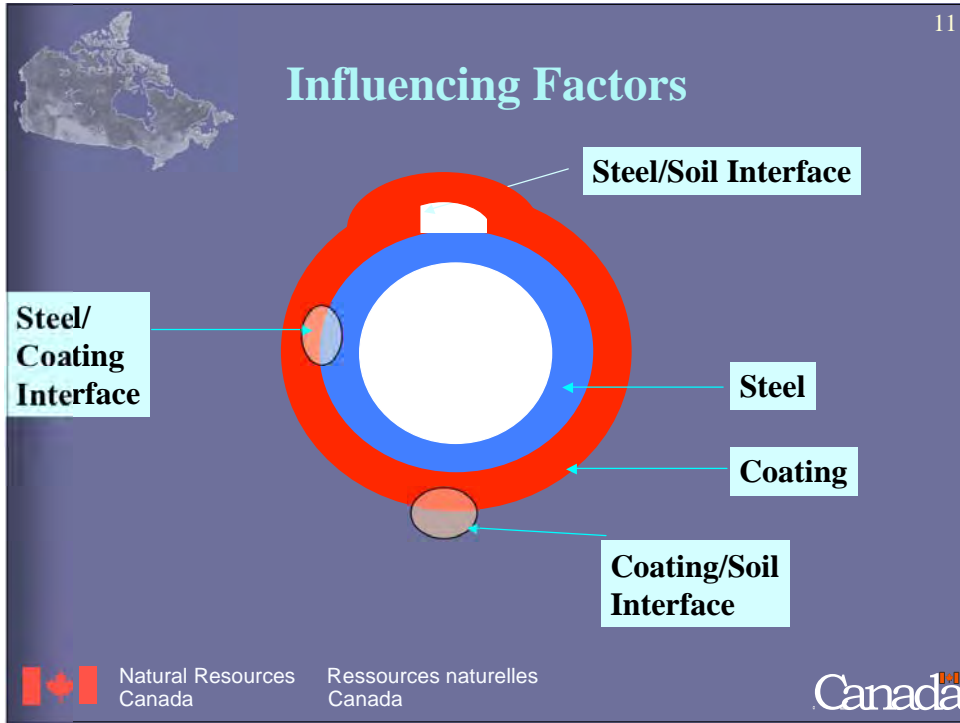 11
Influencing Factors
Steel/Soil Interface
Steel/
Coating
Interface
Steel
Coating
Coating/Soil
Interface
Natural Resources
Canada
Ressources naturelles
Canada
Canada